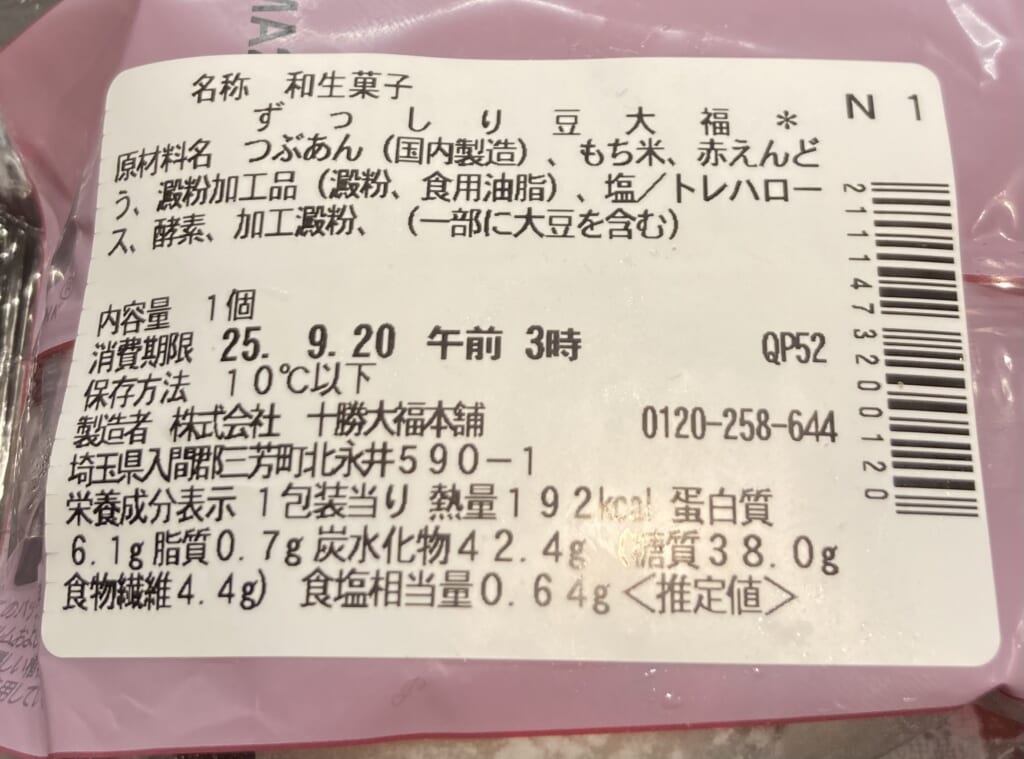 名称 和生菓子
ずっしり豆大福*
N 1
原材料名 つぶあん(国内製造)、もち米、赤えんど
う、澱粉加工品(澱粉、食用油脂)、塩/トレハロー
ス、酵素、加工澱粉、(一部に大豆を含む)
内容量 1個
消費期限 25. 9.20 午前 3時
QP52
保存方法 10℃以下
製造者 株式会社 十勝大福本舗 0120-258-644
埼玉県入間郡三芳町北永井590-1
栄養成分表示 1包装当り 熱量192kcal 蛋白質
6.1g 脂質0.7g 炭水化物42.4g (糖質38.0g
食物繊維4.4g) 食塩相当量0.64g <推定値>
2111473200120